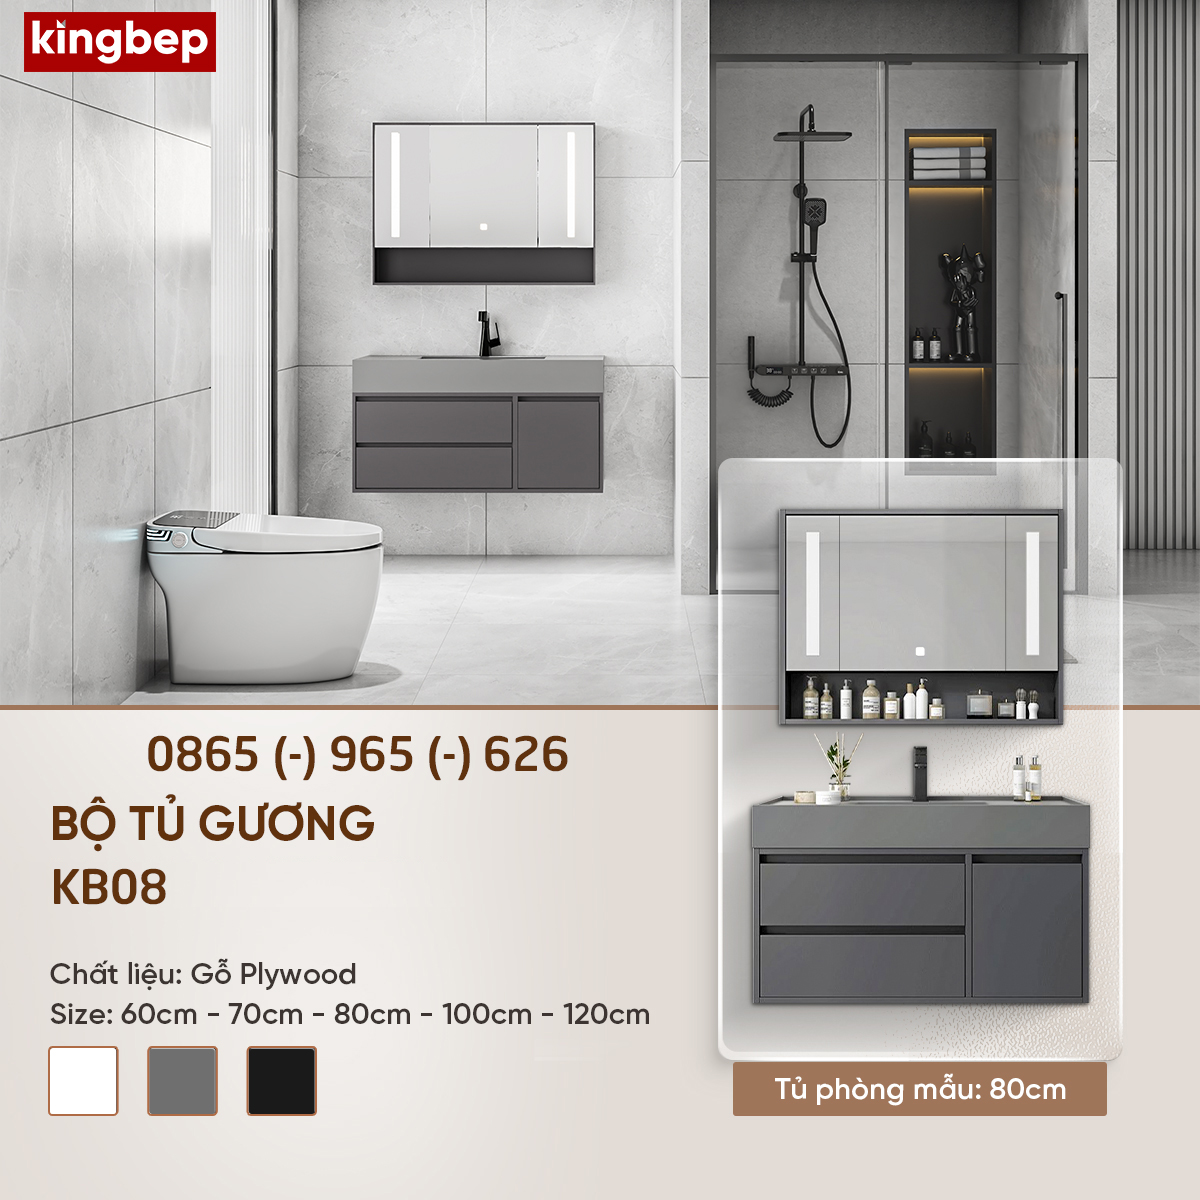 kingbep
0865 (-) 965 (-) 626
BỘ TỦ GƯƠNG
KB08
Chất liệu: Gỗ Plywood
Size: 60cm - 70cm - 80cm - 100cm - 120cm
Tủ phòng mẫu: 80cm